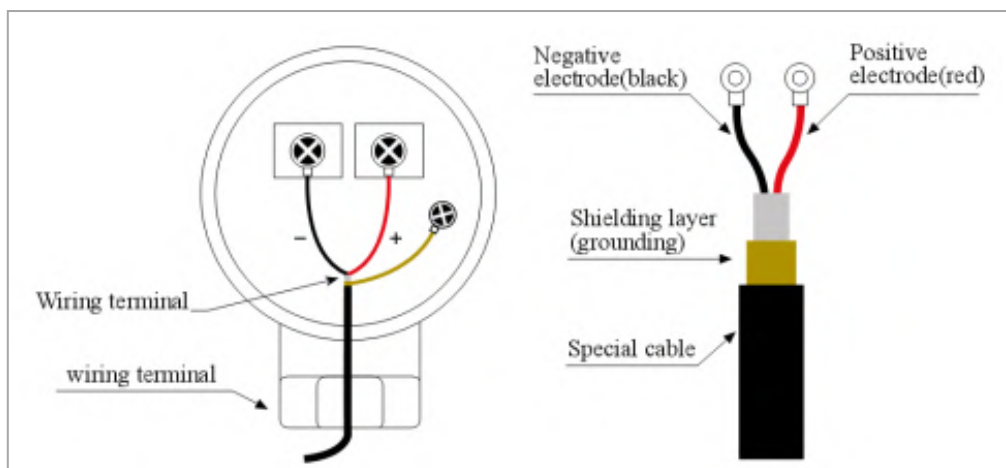 Negative
electrode(black)
Positive
electrode(red)
− +
Shielding layer
(grounding)
Wiring terminal
Special cable
wiring terminal